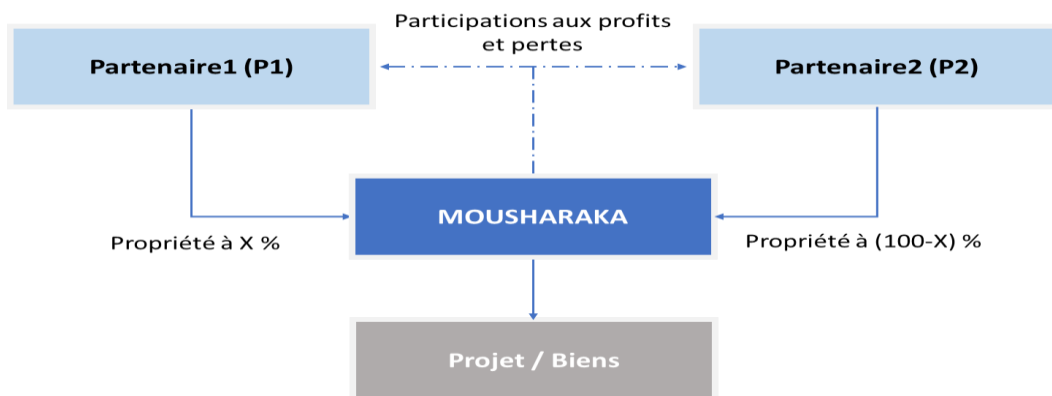 Participations aux profits
et pertes
Partenaire1 (P1)
Partenaire2 (P2)
MOUSHARAKA
Propriété à X %
Propriété à (100-X) %
Projet / Biens